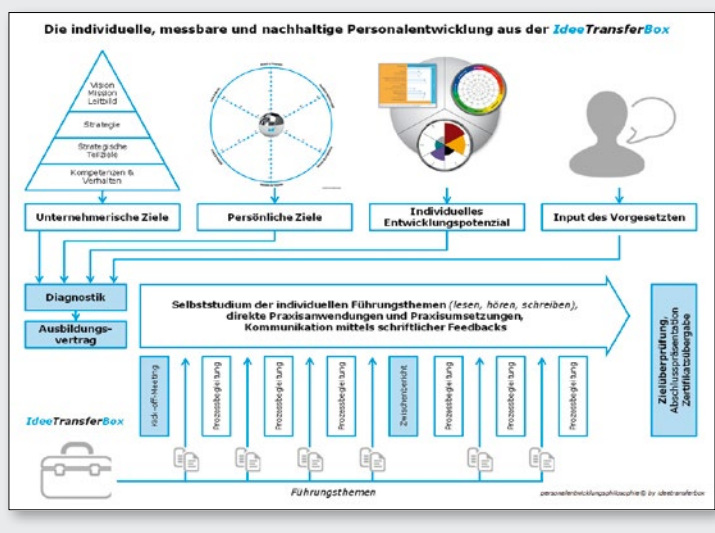 Die individuelle, messbare und nachhaltige Personalentwicklung aus der IdeeTransferBox
Vision
Mission
Leitbild
Strategie
Strategische
Teilziele
Kompetenzen &
Verhalten
Unternehmerische Ziele
Persönliche Ziele
Individuelles
Entwicklungspotenzial
Input des Vorgesetzten
Diagnostik
Ausbildungs-
vertrag
Selbststudium der individuellen Führungsthemen (lesen, hören, schreiben),
direkte Praxisanwendungen und Praxisumsetzungen,
Kommunikation mittels schriftlicher Feedbacks
Zielüberprüfung,
Abschlusspräsentation
Zertifikatsübergabe
Kick-off-Meeting
Prozessbegleitung
Prozessbegleitung
Prozessbegleitung
Zwischenbericht
Prozessbegleitung
Prozessbegleitung
Prozessbegleitung
IdeeTransferBox
Führungsthemen
personalentwicklungsphilosophie© by ideetransferbox